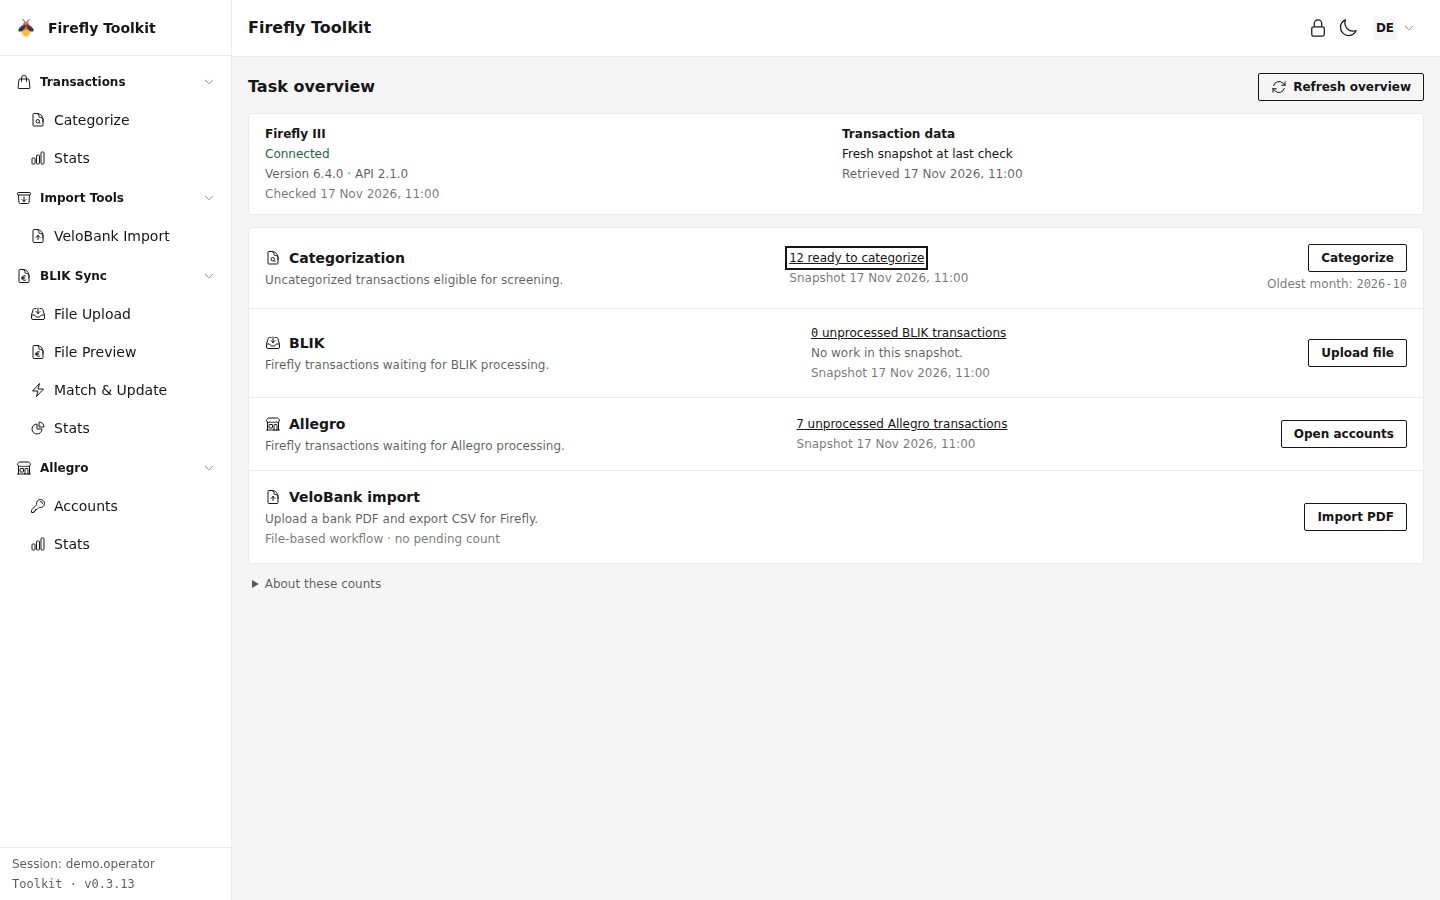 Firefly Toolkit
Transactions
Categorize
Stats
Import Tools
VeloBank Import
BLIK Sync
File Upload
File Preview
Match & Update
Stats
Allegro
Accounts
Stats
Session: demo.operator
Toolkit · v0.3.13
Firefly Toolkit
DE
Task overview
Refresh overview
Firefly III
Connected
Version 6.4.0 · API 2.1.0
Checked 17 Nov 2026, 11:00
Transaction data
Fresh snapshot at last check
Retrieved 17 Nov 2026, 11:00
Categorization
Uncategorized transactions eligible for screening.
12 ready to categorize
Snapshot 17 Nov 2026, 11:00
Categorize
Oldest month: 2026-10
BLIK
Firefly transactions waiting for BLIK processing.
0 unprocessed BLIK transactions
No work in this snapshot.
Snapshot 17 Nov 2026, 11:00
Upload file
Allegro
Firefly transactions waiting for Allegro processing.
7 unprocessed Allegro transactions
Snapshot 17 Nov 2026, 11:00
Open accounts
VeloBank import
Upload a bank PDF and export CSV for Firefly.
File-based workflow · no pending count
Import PDF
About these counts